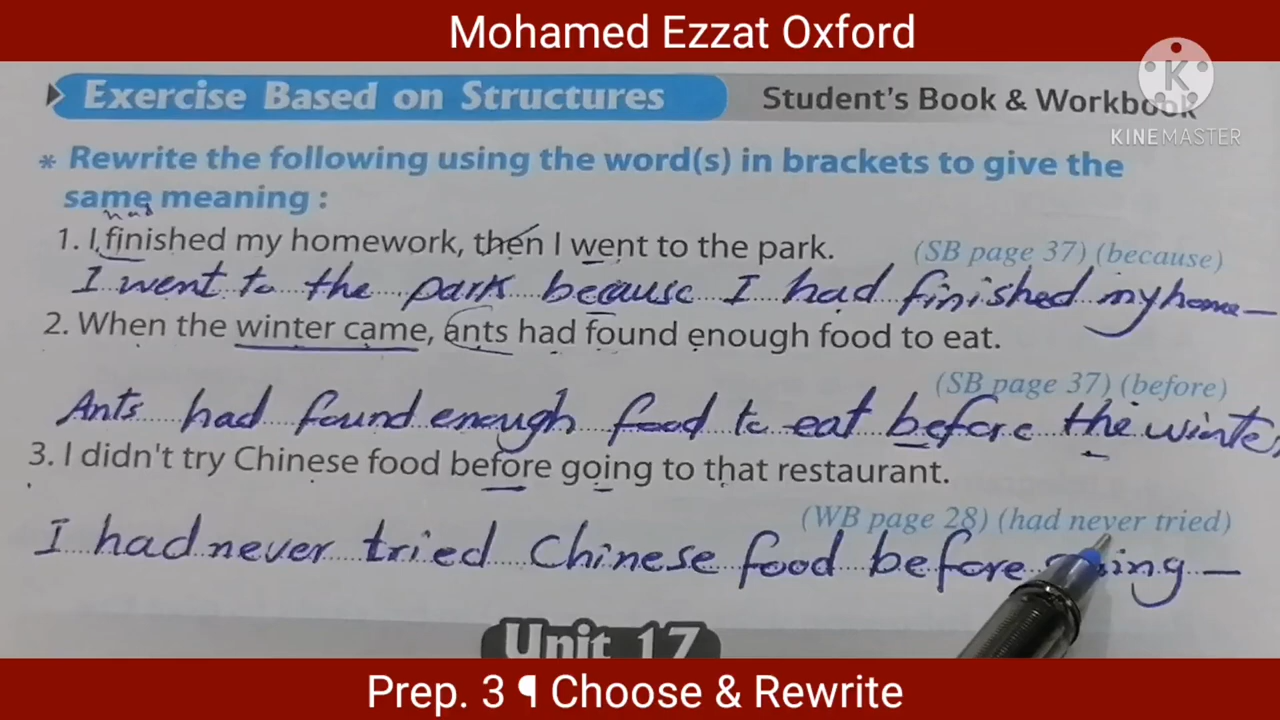 Mohamed Ezzat Oxford
Exercise Based on Structures Student's Book & Workbook
KINEMASTER
* Rewrite the following using the word(s) in brackets to give the
same meaning :
had
1. I finished my homework, then I went to the park.
(SB page 37) (because)
I went to the park because I had finished my home—
2. When the winter came, ants had found enough food to eat.
(SB page 37) (before)
Ants had found enough food to eat before the winte
3. I didn't try Chinese food before going to that restaurant.
(WB page 28) (had never tried)
I had never tried Chinese food before going —
Unit 17
Prep. 3 ¶ Choose & Rewrite